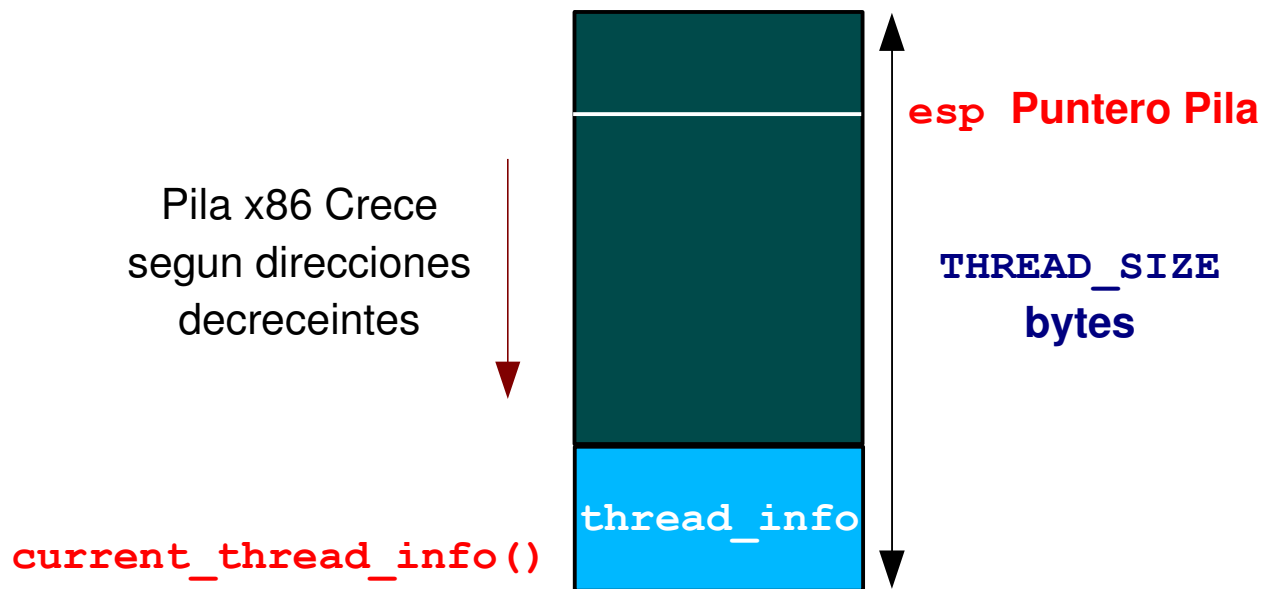 esp Puntero Pila
Pila x86 Crece
segun direcciones
decreceintes
THREAD_SIZE
bytes
thread_info
current_thread_info()